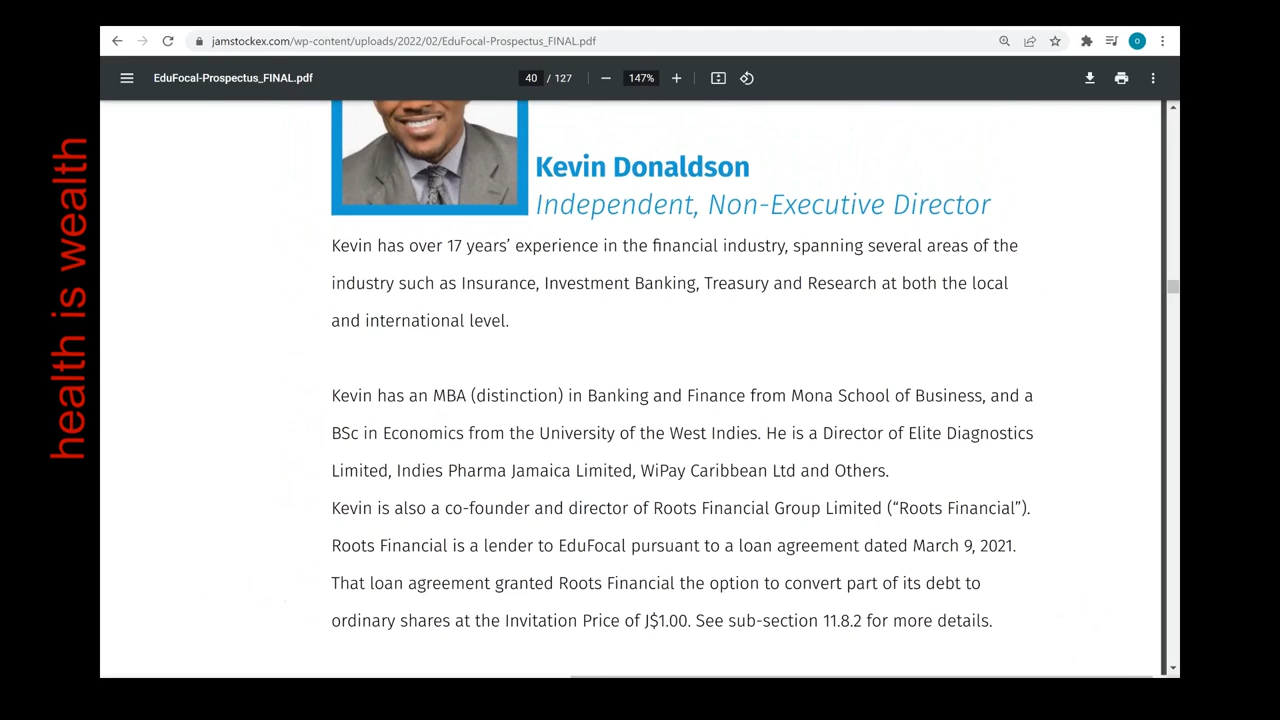 health is wealth
jamstockex.com/wp-content/uploads/2022/02/EduFocal-Prospectus_FINAL.pdf
EduFocal-Prospectus_FINAL.pdf
40 / 127
147%
Kevin Donaldson
Independent, Non-Executive Director
Kevin has over 17 years’ experience in the financial industry, spanning several areas of the
industry such as Insurance, Investment Banking, Treasury and Research at both the local
and international level.
Kevin has an MBA (distinction) in Banking and Finance from Mona School of Business, and a
BSc in Economics from the University of the West Indies. He is a Director of Elite Diagnostics
Limited, Indies Pharma Jamaica Limited, WiPay Caribbean Ltd and Others.
Kevin is also a co-founder and director of Roots Financial Group Limited (“Roots Financial”).
Roots Financial is a lender to EduFocal pursuant to a loan agreement dated March 9, 2021.
That loan agreement granted Roots Financial the option to convert part of its debt to
ordinary shares at the Invitation Price of J$1.00. See sub-section 11.8.2 for more details.